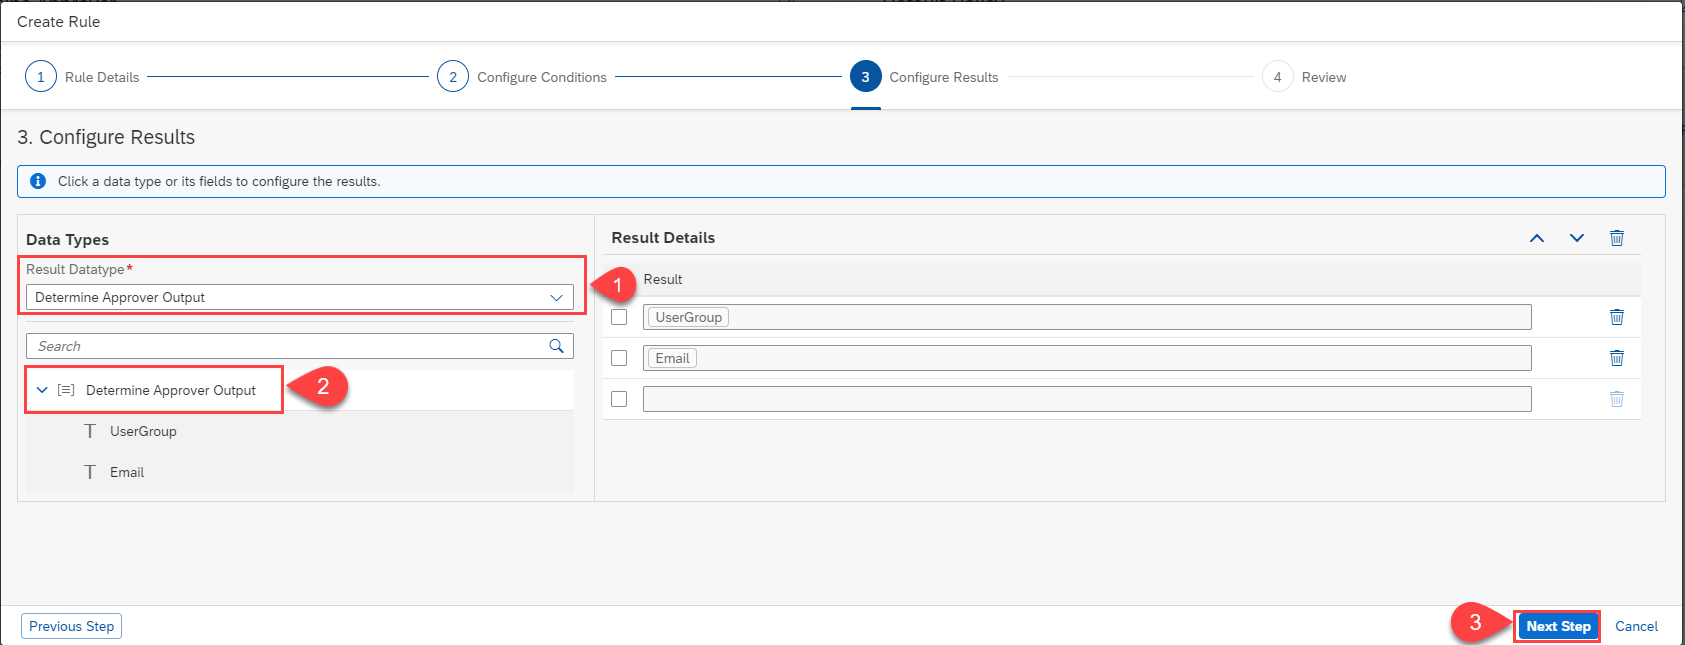 Create Rule
1 Rule Details 2 Configure Conditions 3 Configure Results 4 Review
3. Configure Results
Click a data type or its fields to configure the results.
Data Types
Result Datatype*
Determine Approver Output
1
Search
Determine Approver Output
2
UserGroup
Email
Result Details
Result
UserGroup
Email
Previous Step
3
Next Step
Cancel